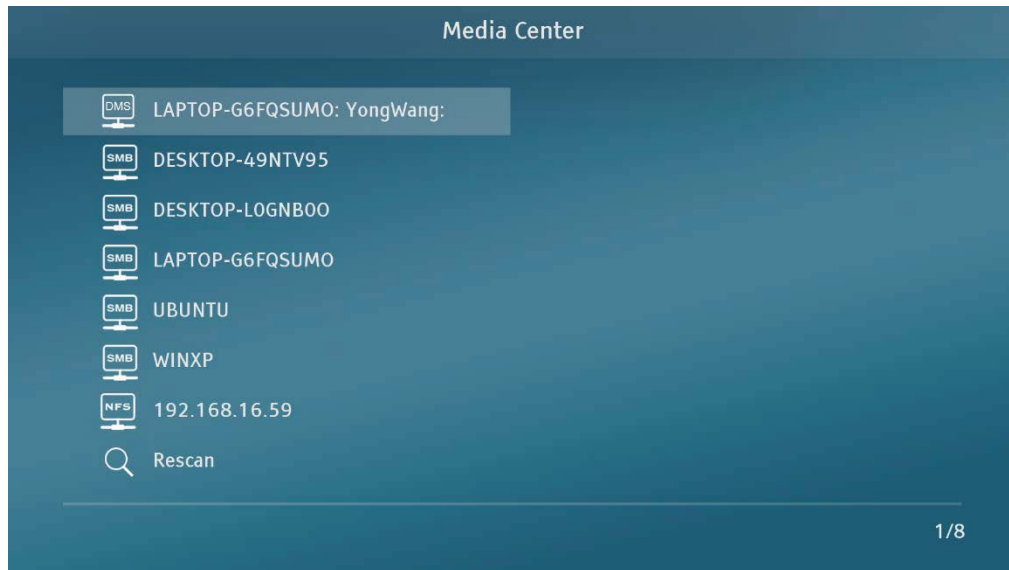 Media Center
DMS LAPTOP-G6FQSUMO: YongWang:
SMB DESKTOP-49NTV95
SMB DESKTOP-L0GNB0O
SMB LAPTOP-G6FQSUMO
SMB UBUNTU
SMB WINXP
NFS 192.168.16.59
Rescan
1/8